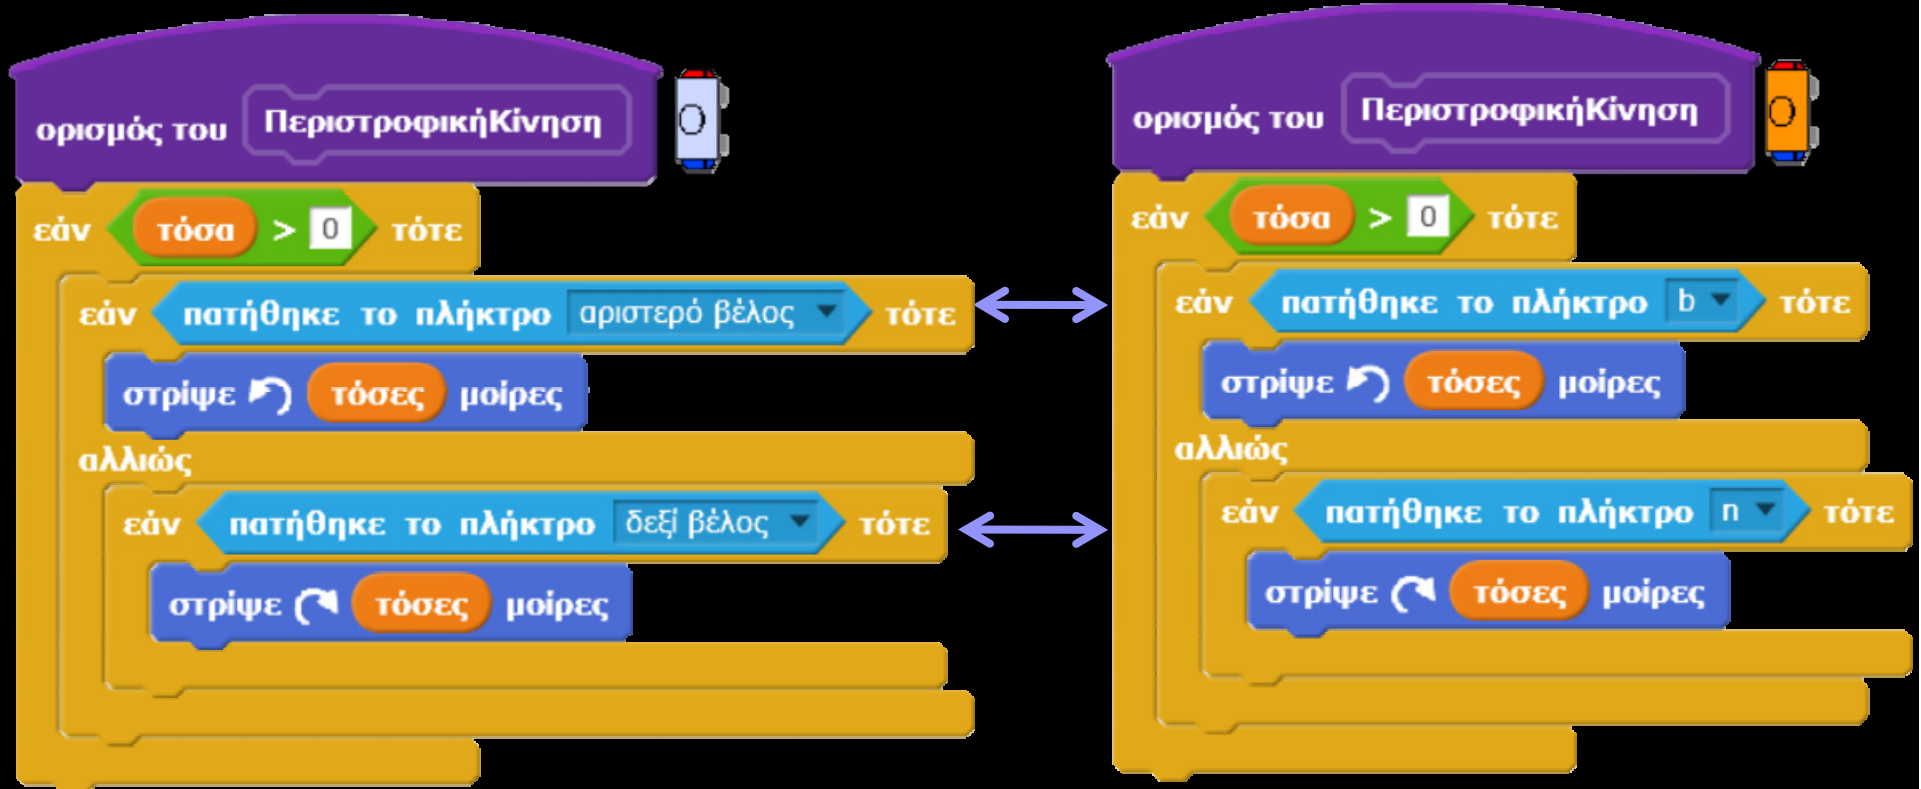 ορισμός του ΠεριστροφικήΚίνηση
εάν τόσα > 0 τότε
εάν πατήθηκε το πλήκτρο αριστερό βέλος τότε
στρίψε τόσες μοίρες
αλλιώς
εάν πατήθηκε το πλήκτρο δεξί βέλος τότε
στρίψε τόσες μοίρες
ορισμός του ΠεριστροφικήΚίνηση
εάν τόσα > 0 τότε
εάν πατήθηκε το πλήκτρο b τότε
στρίψε τόσες μοίρες
αλλιώς
εάν πατήθηκε το πλήκτρο n τότε
στρίψε τόσες μοίρες